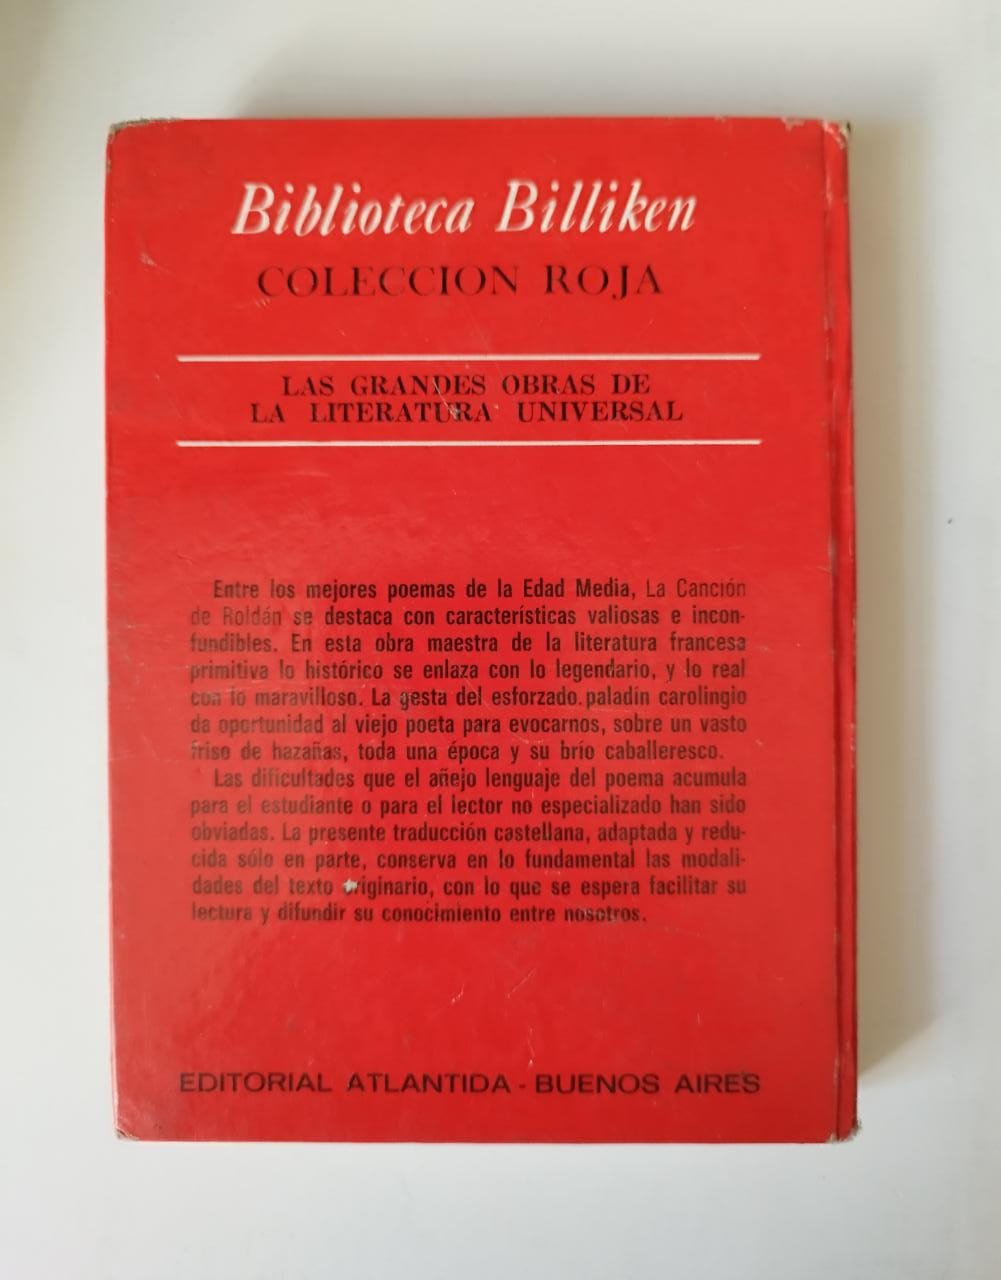 Biblioteca Billiken
COLECCION ROJA
LAS GRANDES OBRAS DE
LA LITERATURA UNIVERSAL
Entre los mejores poemas de la Edad Media, La Canción
de Roldán se destaca con características valiosas e incon-
fundibles. En esta obra maestra de la literatura francesa
primitiva lo histórico se enlaza con lo legendario, y lo real
con lo maravilloso. La gesta del esforzado paladín carolingio
da oportunidad al viejo poeta para evocarnos, sobre un vasto
friso de hazañas, toda una época y su brío caballeresco.
Las dificultades que el añejo lenguaje del poema acumula
para el estudiante o para el lector no especializado han sido
obviadas. La presente traducción castellana, adaptada y redu-
cida sólo en parte, conserva en lo fundamental las modali-
dades del texto originario, con lo que se espera facilitar su
lectura y difundir su conocimiento entre nosotros.
EDITORIAL ATLANTIDA - BUENOS AIRES